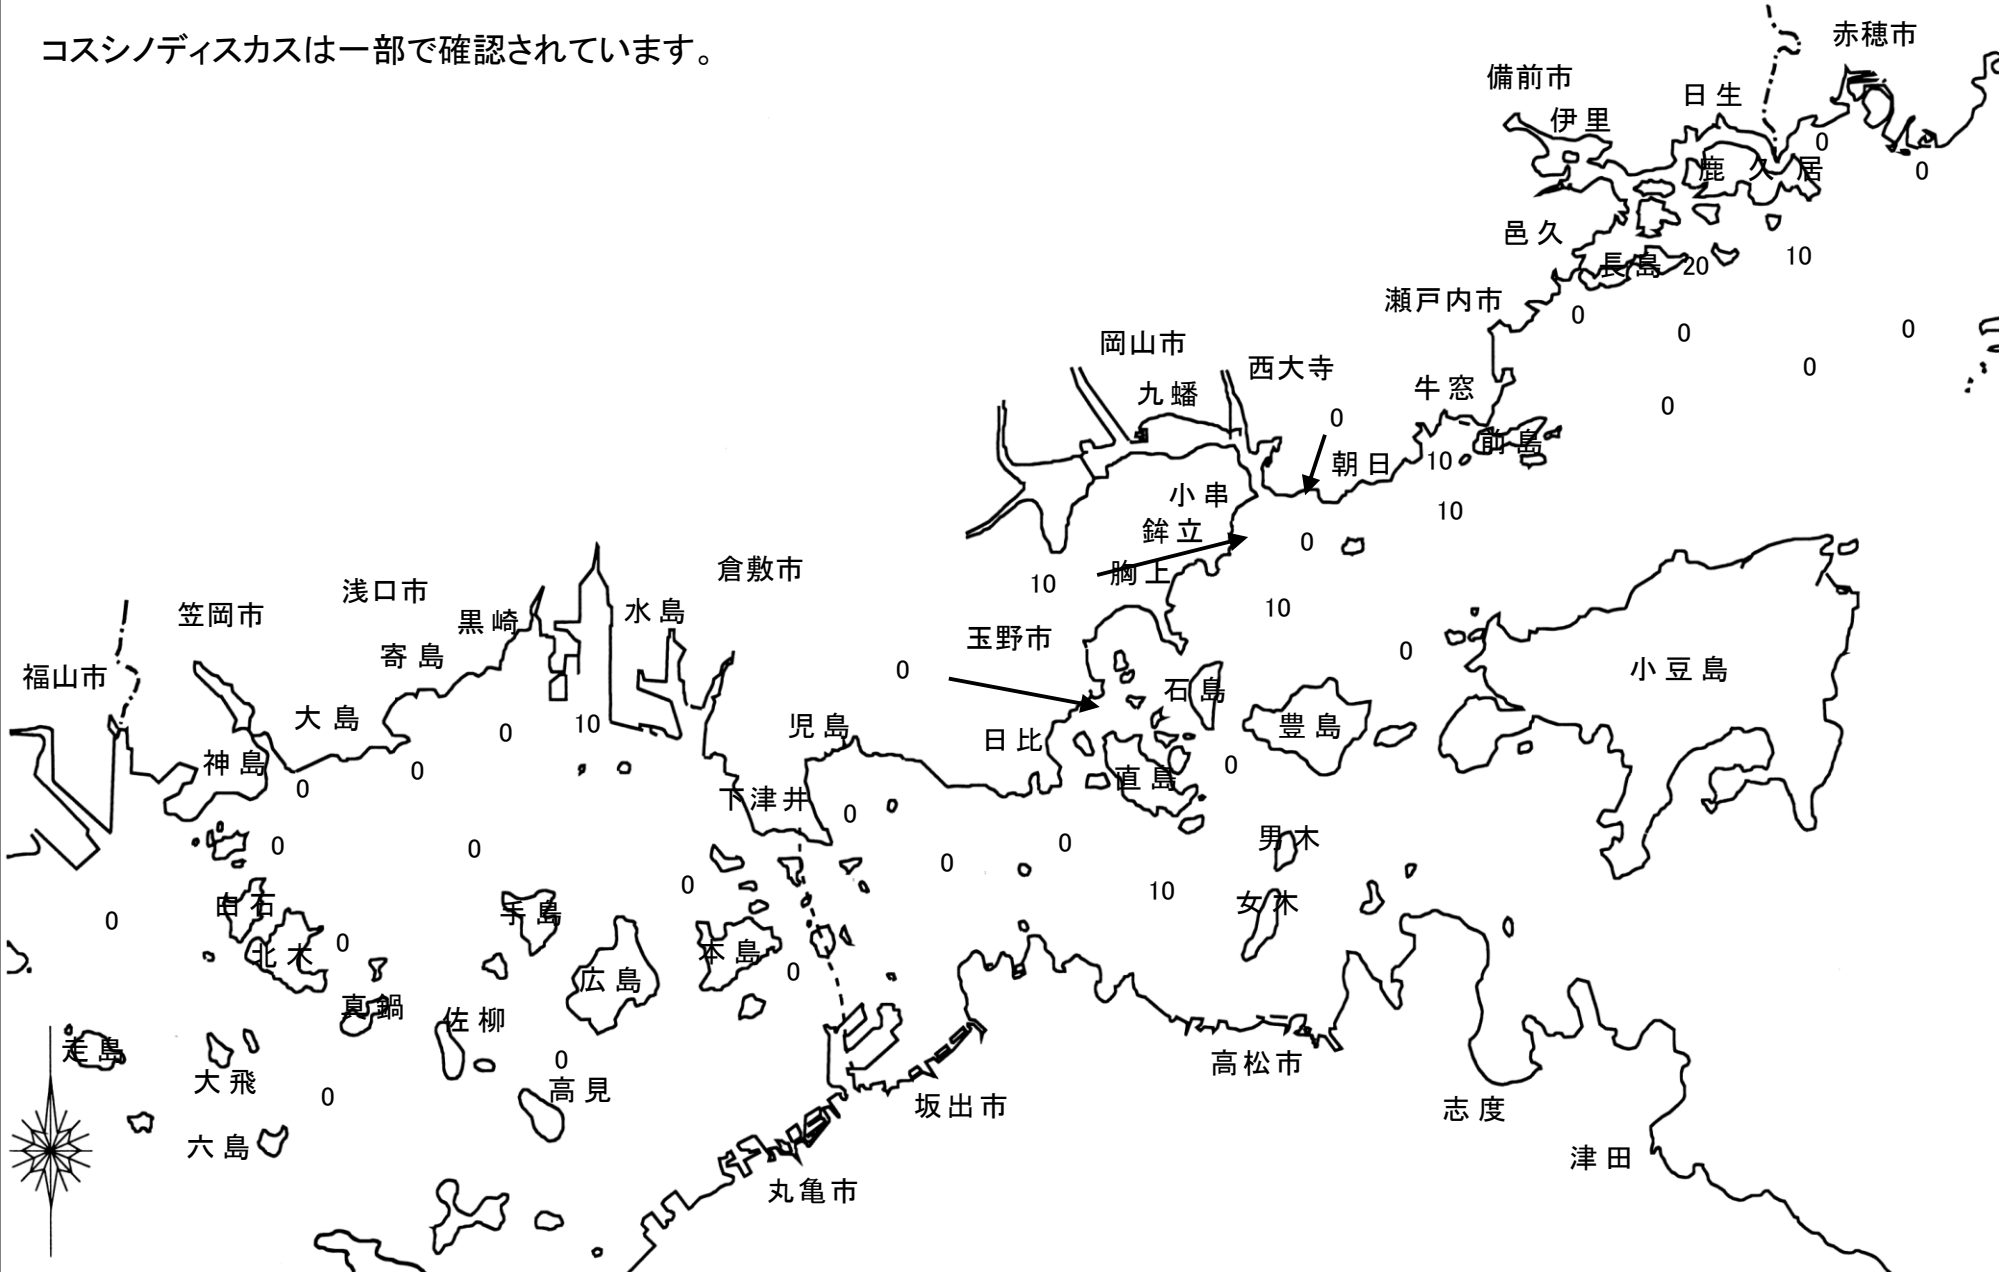 コスシノディスカスは一部で確認されています。
赤穂市
備前市
日生
伊里
0
鹿久居
0
邑久
10
長島
20
瀬戸内市
0
0
0
岡山市
西大寺
0
九蟠
牛窓
0
0
前島
朝日
10
小串
10
鉾立
0
倉敷市
胸上
10
浅口市
10
笠岡市
水島
黒崎
玉野市
0
寄島
0
小豆島
福山市
石島
大島
10
児島
豊島
0
日比
神島
0
0
直島
0
下津井
0
男木
0
0
0
0
0
10
白石
女木
手島
0
0
北木
本島
0
広島
真鍋
佐柳
走島
0
高松市
大飛
高見
0
坂出市
志度
六島
津田
丸亀市